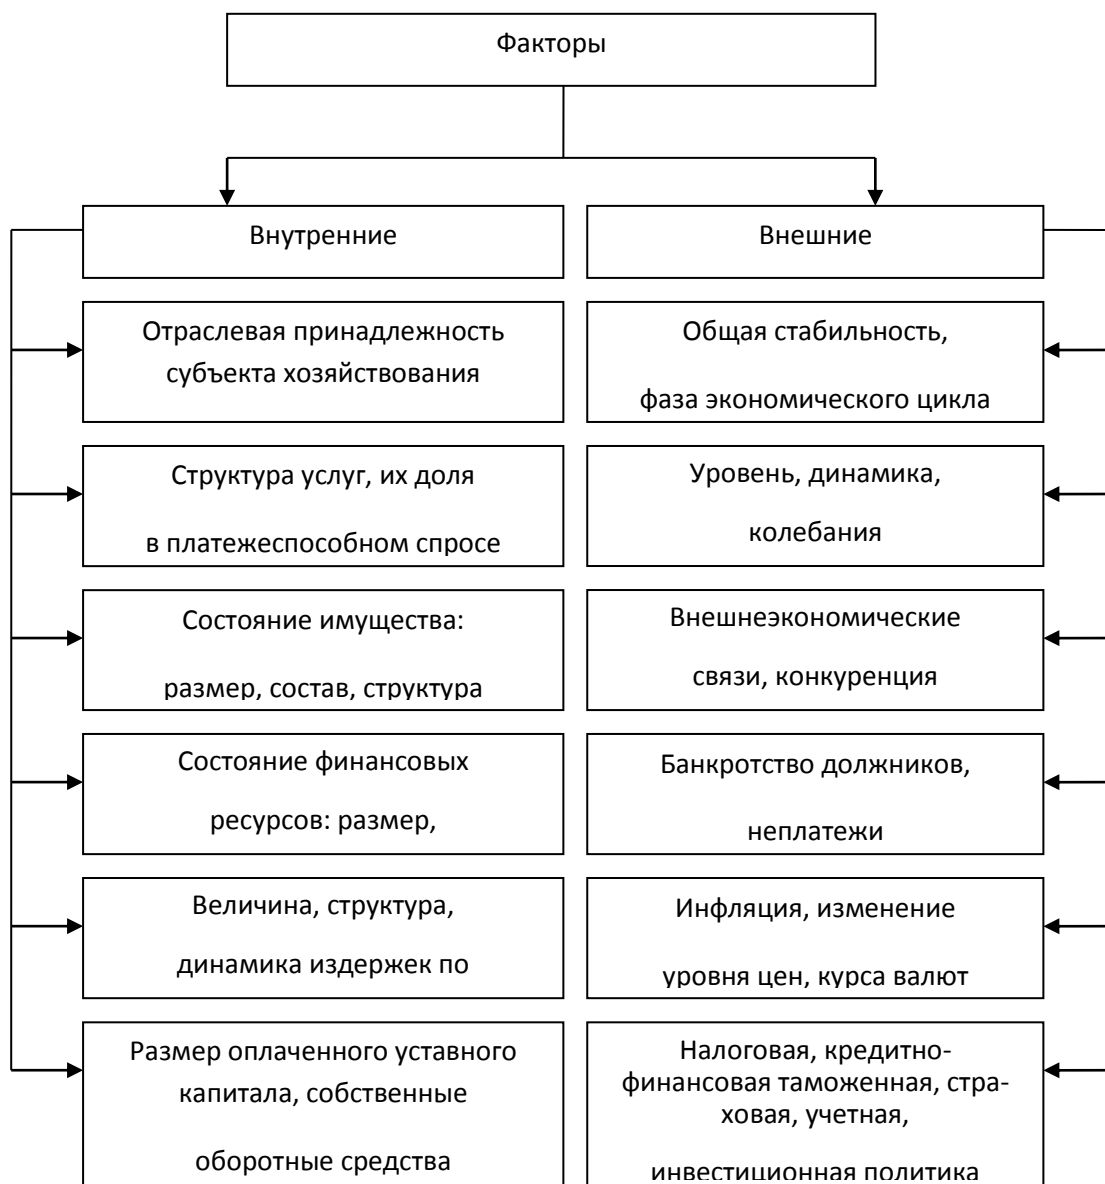 Факторы
Внутренние
Внешние
Отраслевая принадлежность
субъекта хозяйствования
Общая стабильность,
фаза экономического цикла
Структура услуг, их доля
в платежеспособном спросе
Уровень, динамика,
колебания
Состояние имущества:
размер, состав, структура
Внешнеэкономические
связи, конкуренция
Состояние финансовых
ресурсов: размер,
Банкротство должников,
неплатежи
Величина, структура,
динамика издержек по
Инфляция, изменение
уровня цен, курса валют
Размер оплаченного уставного
капитала, собственные
оборотные средства
Налоговая, кредитно-
финансовая таможенная, стра-
ховая, учетная,
инвестиционная политика